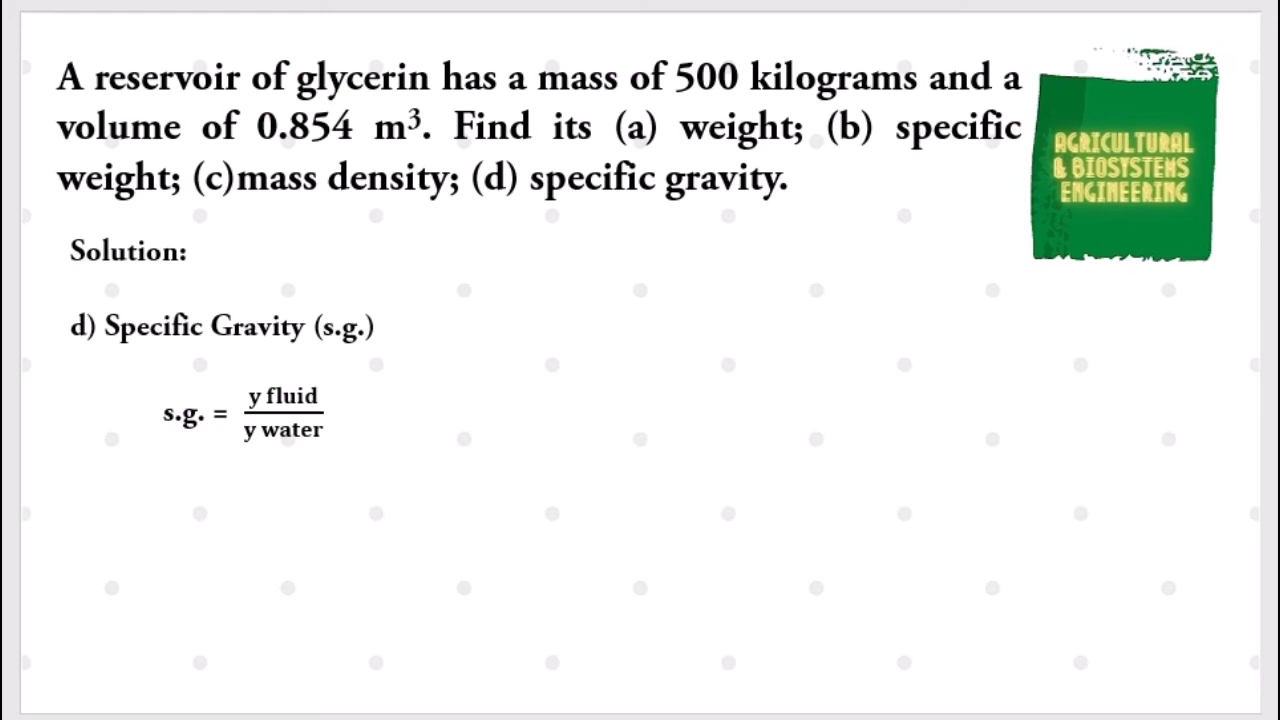 A reservoir of glycerin has a mass of 500 kilograms and a
volume of 0.854 m³. Find its (a) weight; (b) specific
weight; (c)mass density; (d) specific gravity.
AGRICULTURAL
& BIOSYSTEMS
ENGINEERING
Solution:
d) Specific Gravity (s.g.)
s.g. = y fluid
y water